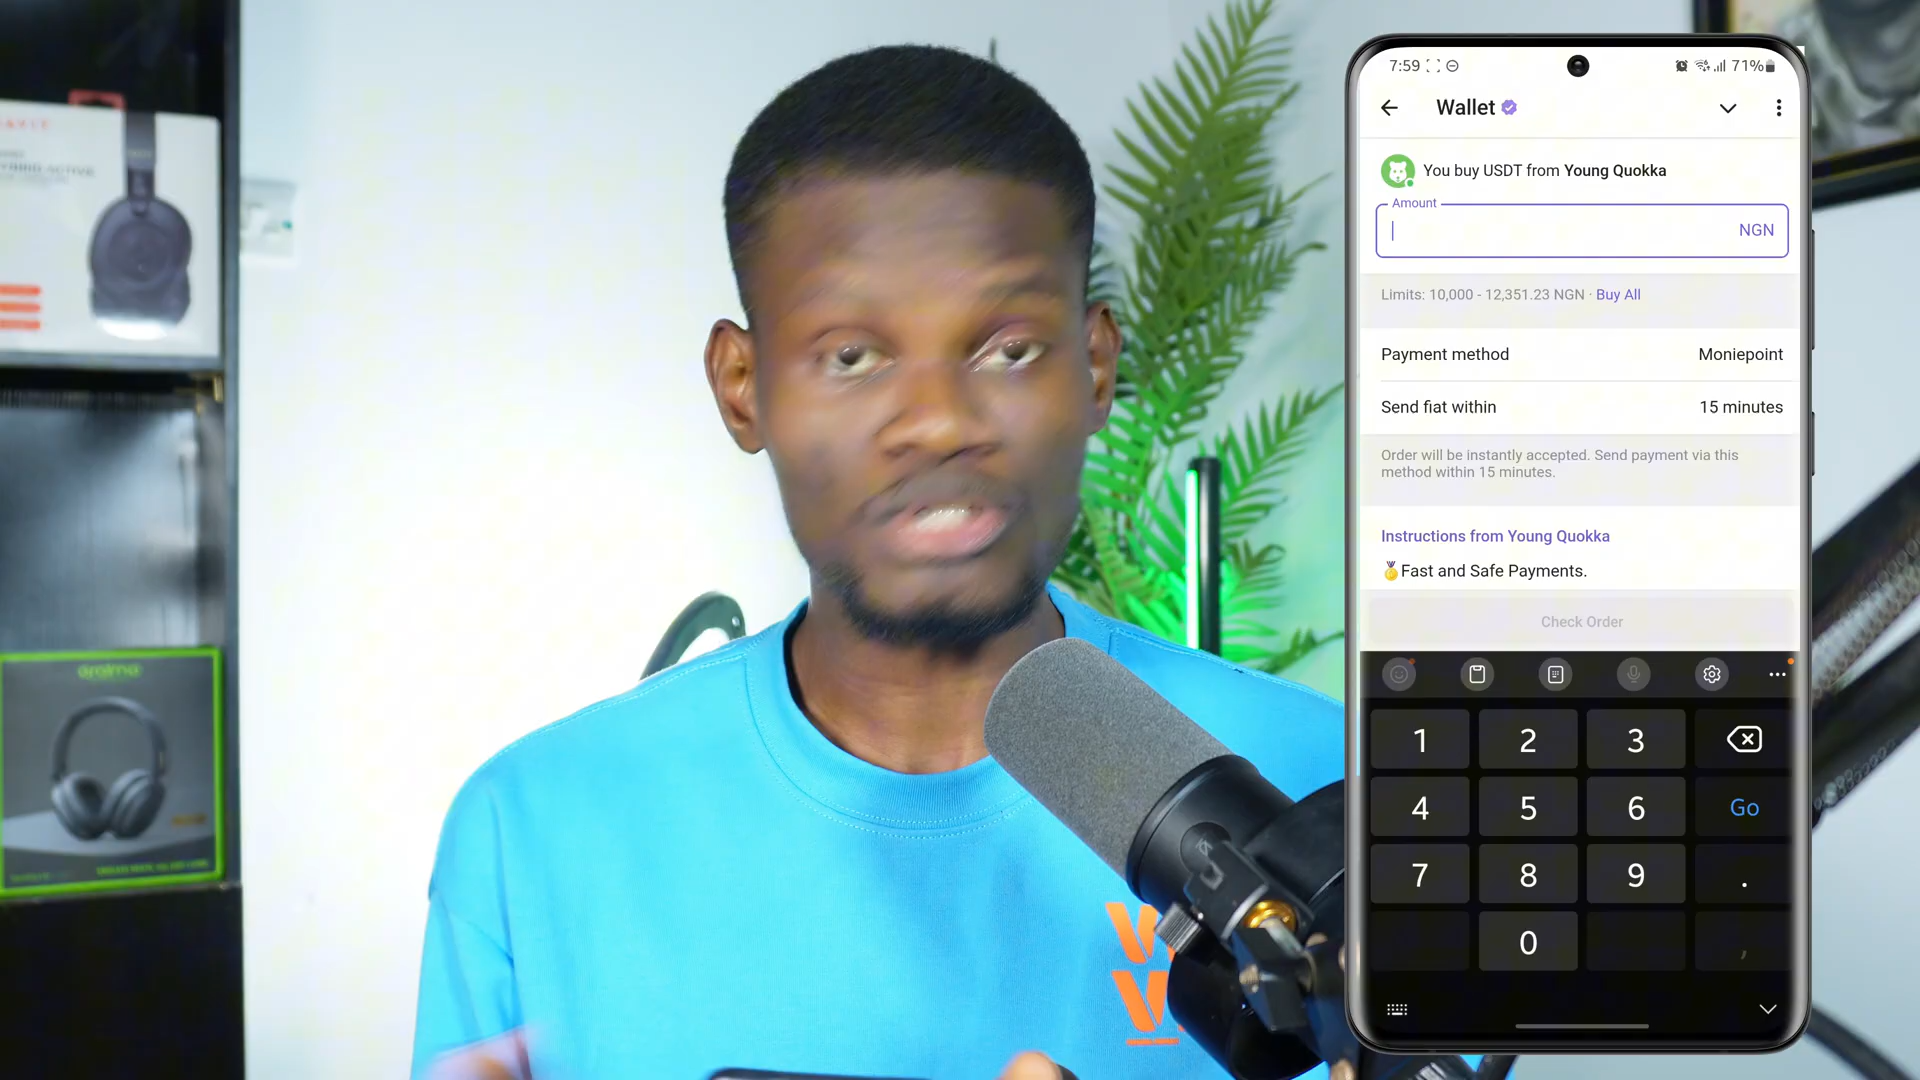 7:59
71%
Wallet
You buy USDT from Young Quokka
Amount
NGN
Limits: 10,000 - 12,351.23 NGN · Buy All
Payment method Moniepoint
Send fiat within 15 minutes
Order will be instantly accepted. Send payment via this
method within 15 minutes.
Instructions from Young Quokka
🏅Fast and Safe Payments.
Check Order
1 2 3
4 5 6 Go
7 8 9 .
0 ,
oraimo